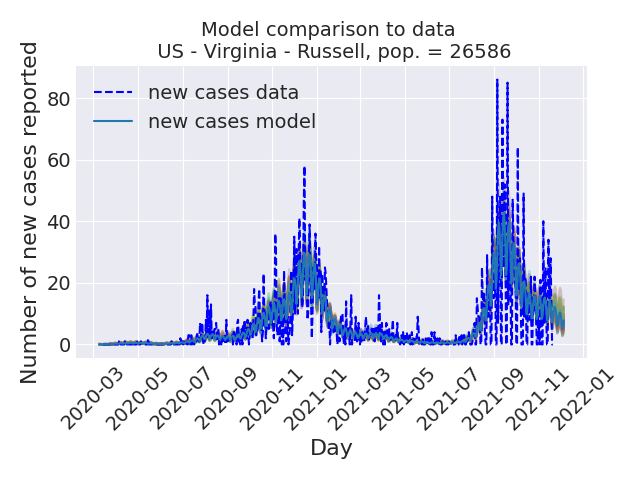 Model comparison to data
US - Virginia - Russell, pop. = 26586
Number of new cases reported
new cases data
new cases model
80
60
40
20
0
2020-03
2020-05
2020-07
2020-09
2020-11
2021-01
2021-03
2021-05
2021-07
2021-09
2021-11
2022-01
Day